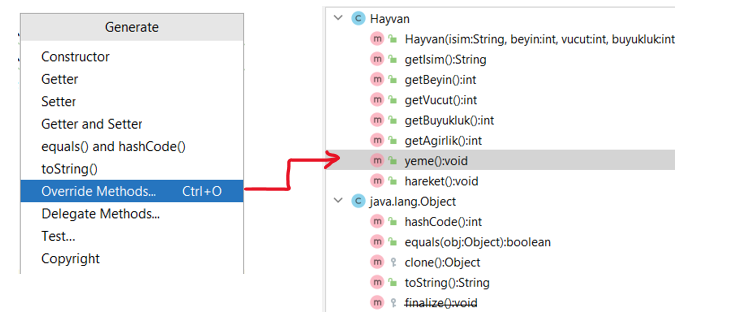 Generate
Constructor
Getter
Setter
Getter and Setter
equals() and hashCode()
toString()
Override Methods... Ctrl+O
Delegate Methods...
Test...
Copyright
Hayvan
Hayvan(isim:String, beyin:int, vucut:int, buyukluk:int
getIsim():String
getBeyin():int
getVucut():int
getBuyukluk():int
getAgirlik():int
yeme():void
hareket():void
java.lang.Object
hashCode():int
equals(obj:Object):boolean
clone():Object
toString():String
finalize():void